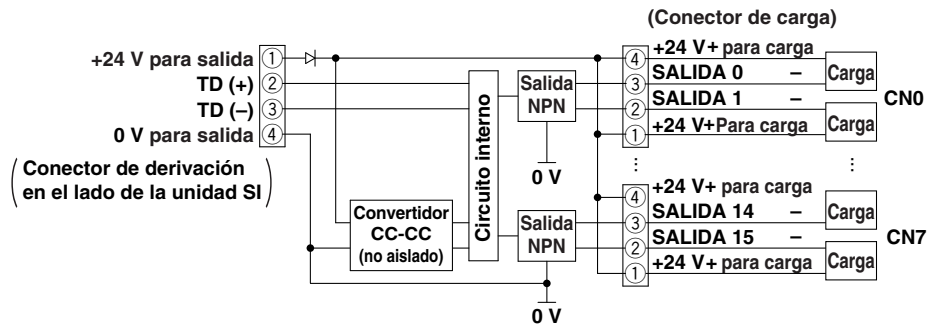 (Conector de carga)
+24 V para salida ①
TD (+) ②
TD (–) ③
0 V para salida ④
(Conector de derivación
en el lado de la unidad SI)
Convertidor
CC-CC
(no aislado)
Circuito interno
Salida
NPN
0 V
Salida
NPN
0 V
④ +24 V+ para carga
③ SALIDA 0 –
② SALIDA 1 –
① +24 V+Para carga
Carga
Carga
CN0
⋮ ⋮
④ +24 V+ para carga
③ SALIDA 14 –
② SALIDA 15 –
① +24 V+ para carga
Carga
Carga
CN7